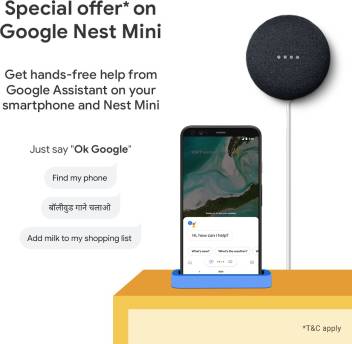 Special offer* on
Google Nest Mini
Get hands-free help from
Google Assistant on your
smartphone and Nest Mini
Just say "Ok Google"
Find my phone
बॉलीवुड गाने चलाओ
Add milk to my shopping list
Hi, how can I help?
What's new?
What's the weather?
*T&C apply